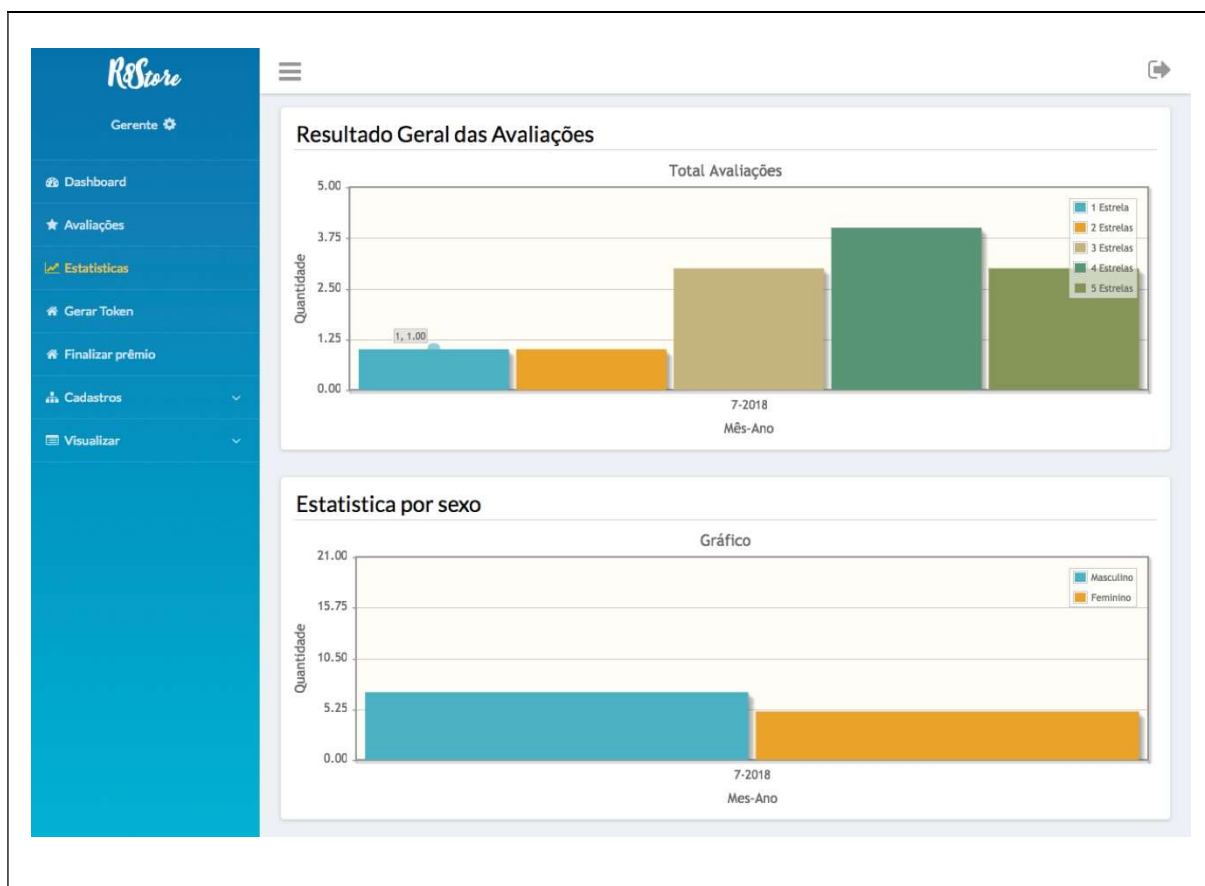 R8Store
Gerente
Dashboard
Avaliações
Estatisticas
Gerar Token
Finalizar prêmio
Cadastros
Visualizar
Resultado Geral das Avaliações
Total Avaliações
5.00
3.75
2.50
1.25
0.00
Quantidade
1, 1.00
1 Estrela
2 Estrelas
3 Estrelas
4 Estrelas
5 Estrelas
7-2018
Mês-Ano
Estatistica por sexo
Gráfico
21.00
15.75
10.50
5.25
0.00
Quantidade
Masculino
Feminino
7-2018
Mes-Ano